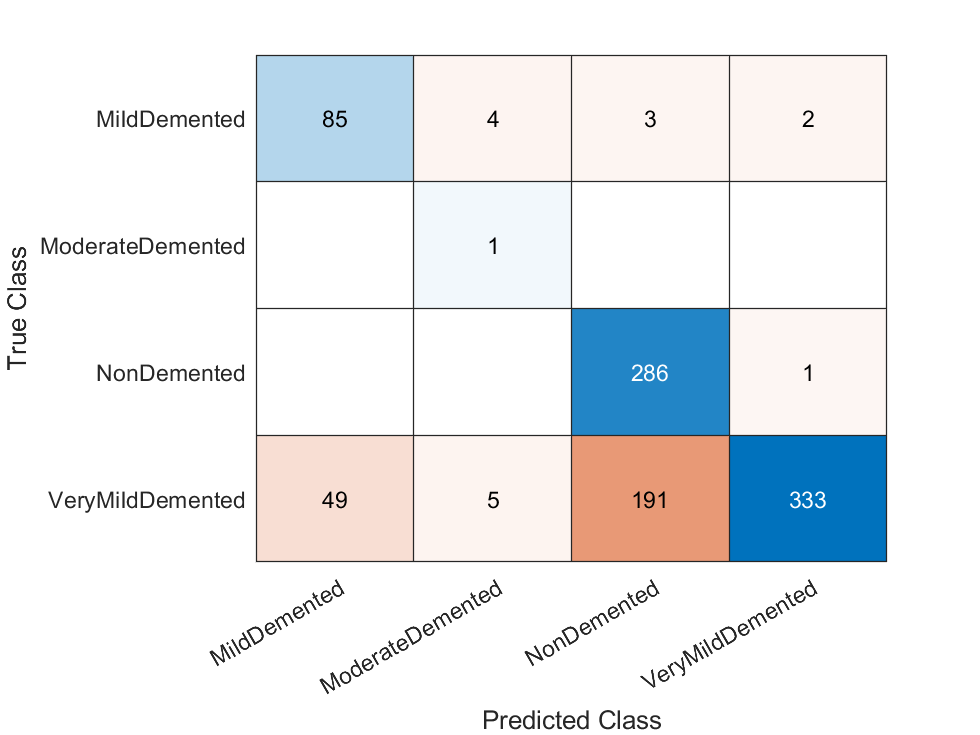 True Class
MildDemented 85 4 3 2
ModerateDemented 1
NonDemented 286 1
VeryMildDemented 49 5 191 333
MildDemented ModerateDemented NonDemented VeryMildDemented
Predicted Class